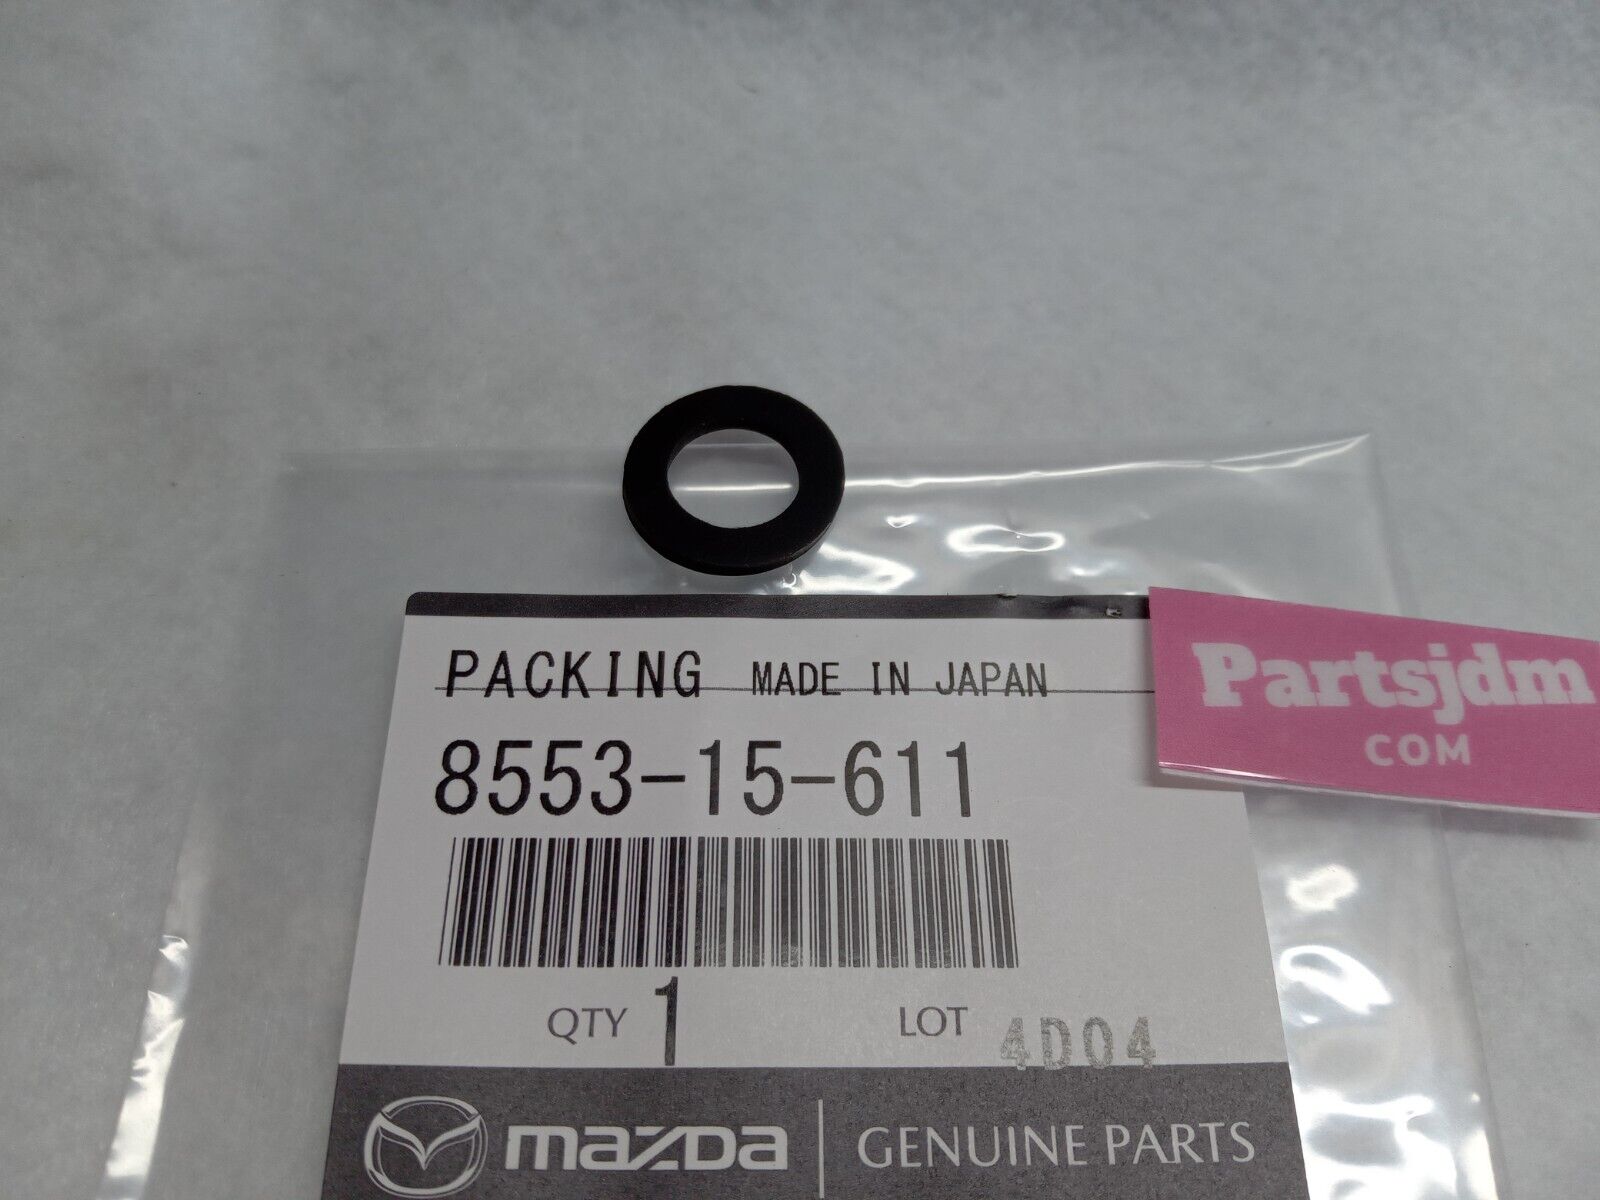 PACKING MADE IN JAPAN
8553-15-611
QTY 1 LOT 4D04
mazda GENUINE PARTS
Partsjdm
COM